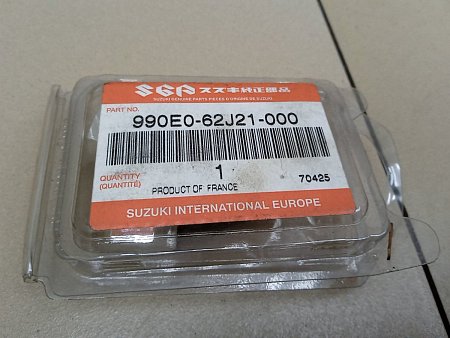 SGP スズキ純正部品
SUZUKI GENUINE PARTS PIECES D'ORIGINE DE SUZUKI
PART NO.
990E0-62J21-000
1
QUANTITY
(QUANTITÉ)
PRODUCT OF FRANCE
70425
SUZUKI INTERNATIONAL EUROPE